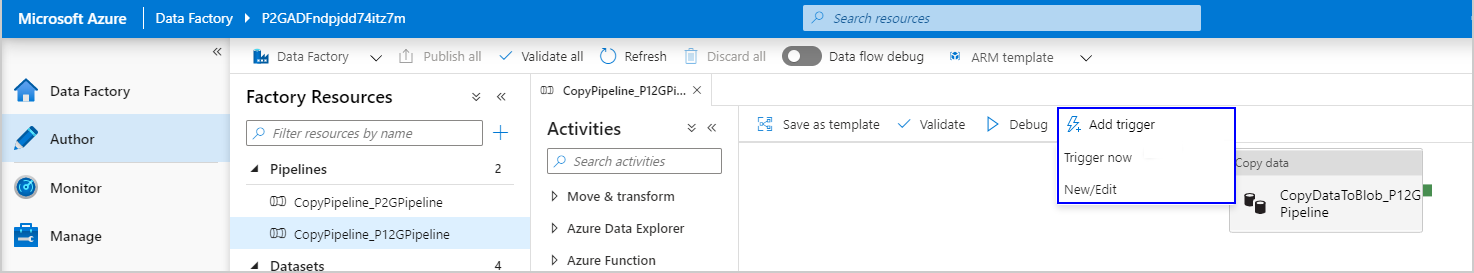 Microsoft Azure Data Factory P2GADFndpjdd74itz7m Search resources
Data Factory Publish all Validate all Refresh Discard all Data flow debug ARM template
Data Factory
Author
Monitor
Manage
Factory Resources
Filter resources by name
Pipelines 2
CopyPipeline_P2GPipeline
CopyPipeline_P12GPipeline
Datasets 4
CopyPipeline_P12GPi...
Activities
Search activities
Move & transform
Azure Data Explorer
Azure Function
Save as template Validate Debug Add trigger
Trigger now
New/Edit
Copy data
CopyDataToBlob_P12G
Pipeline